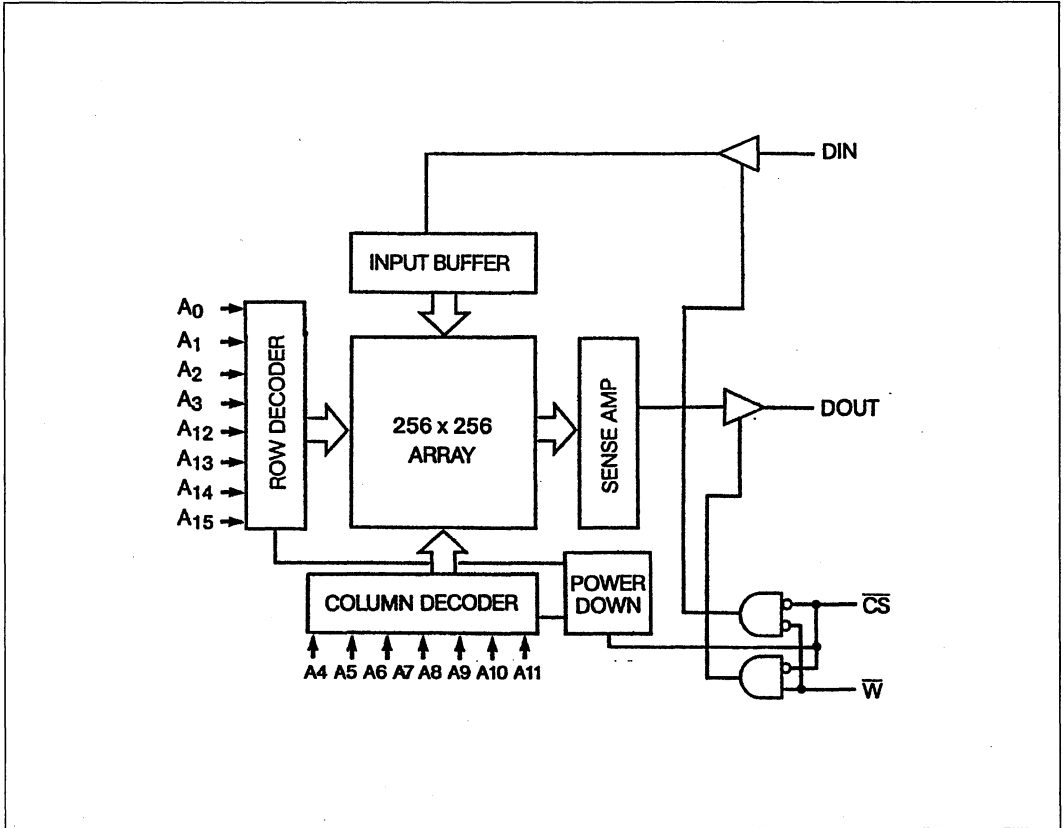 DIN
INPUT BUFFER
A0
A1
A2
A3
A12
A13
A14
A15
ROW DECODER
256 x 256
ARRAY
SENSE AMP
DOUT
COLUMN DECODER
POWER
DOWN
A4 A5 A6 A7 A8 A9 A10 A11
C̅S̅
W̅